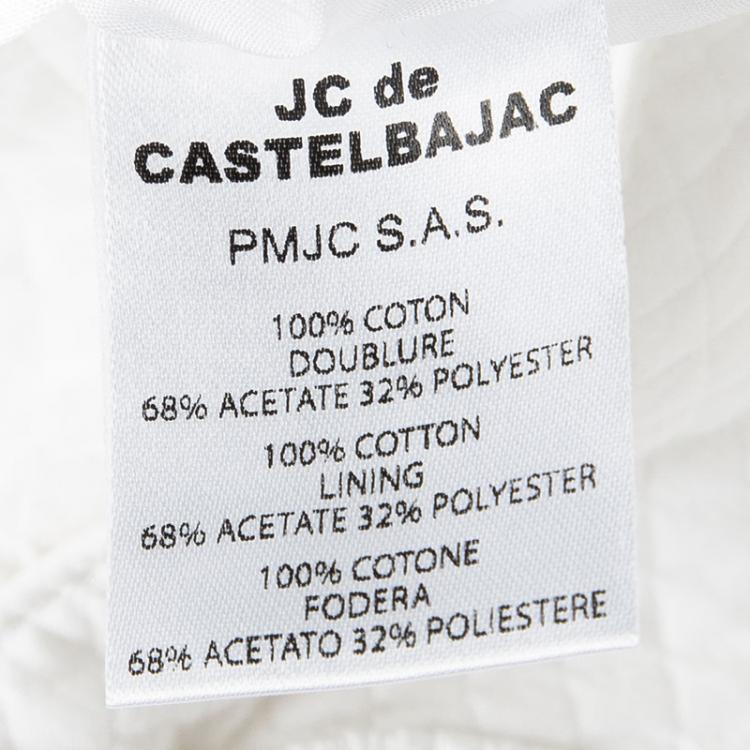 JC de
CASTELBAJAC
PMJC S.A.S.
100% COTON
DOUBLURE
68% ACETATE 32% POLYESTER
100% COTTON
LINING
68% ACETATE 32% POLYESTER
100% COTONE
FODERA
68% ACETATO 32% POLIESTERE